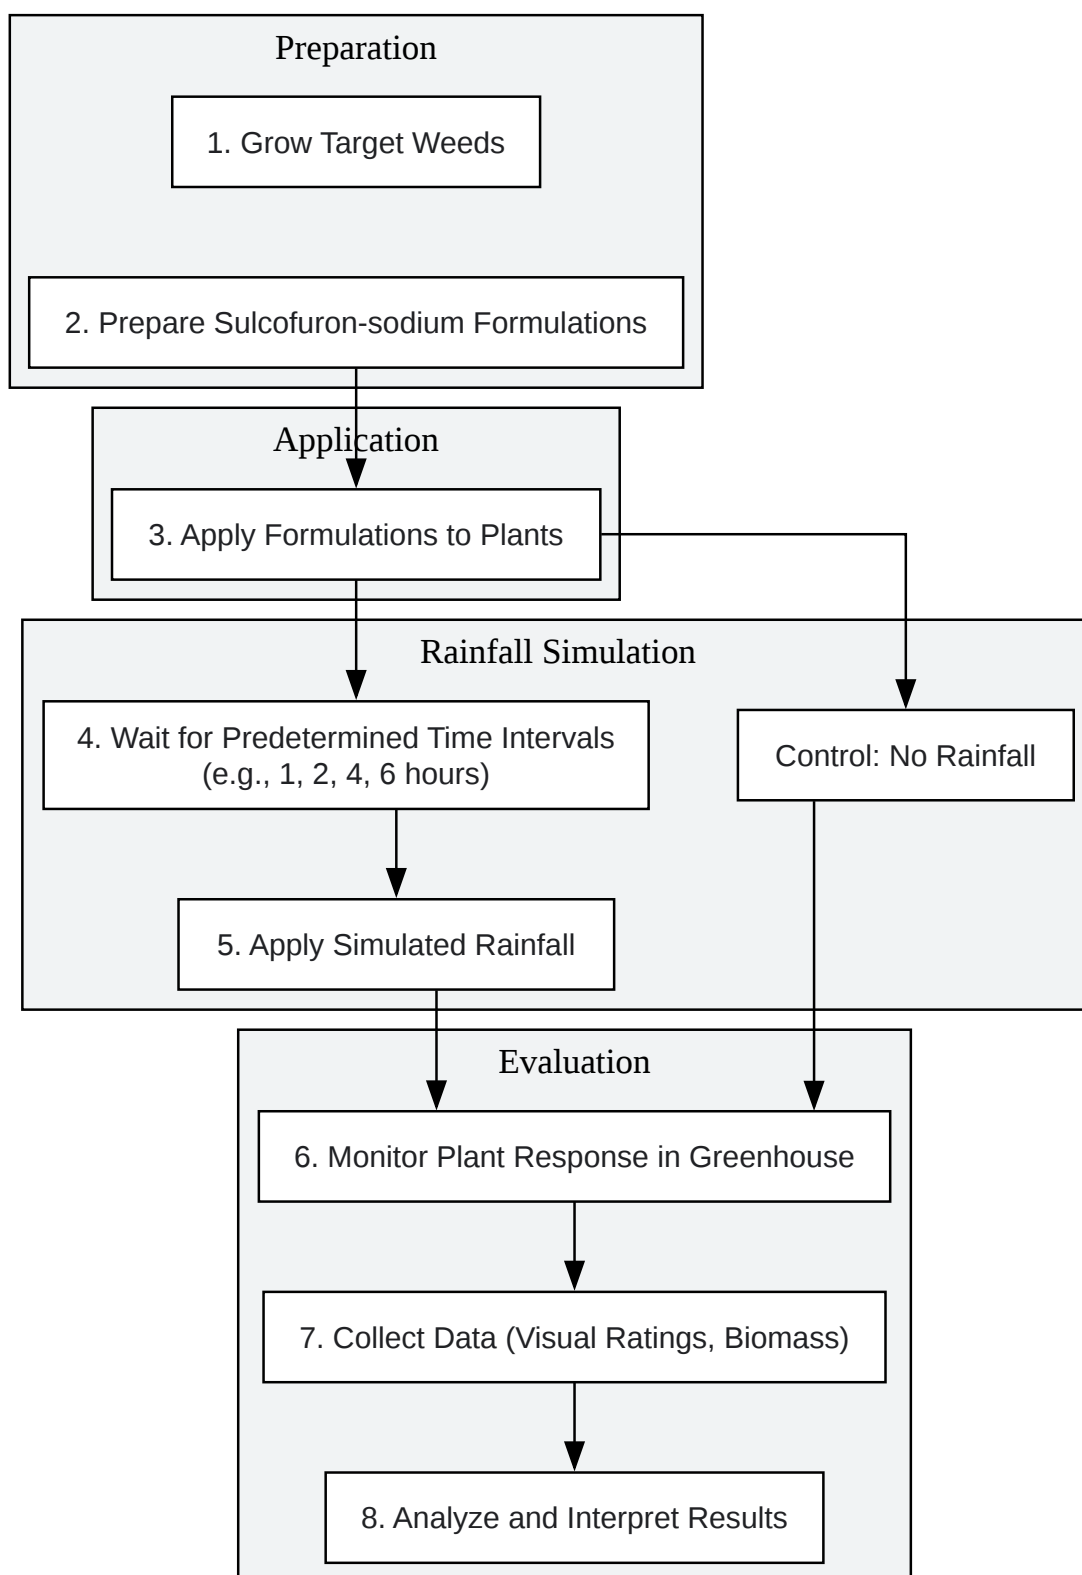 Preparation
1. Grow Target Weeds
2. Prepare Sulcofuron-sodium Formulations
Application
3. Apply Formulations to Plants
Rainfall Simulation
4. Wait for Predetermined Time Intervals
(e.g., 1, 2, 4, 6 hours)
Control: No Rainfall
5. Apply Simulated Rainfall
Evaluation
6. Monitor Plant Response in Greenhouse
7. Collect Data (Visual Ratings, Biomass)
8. Analyze and Interpret Results